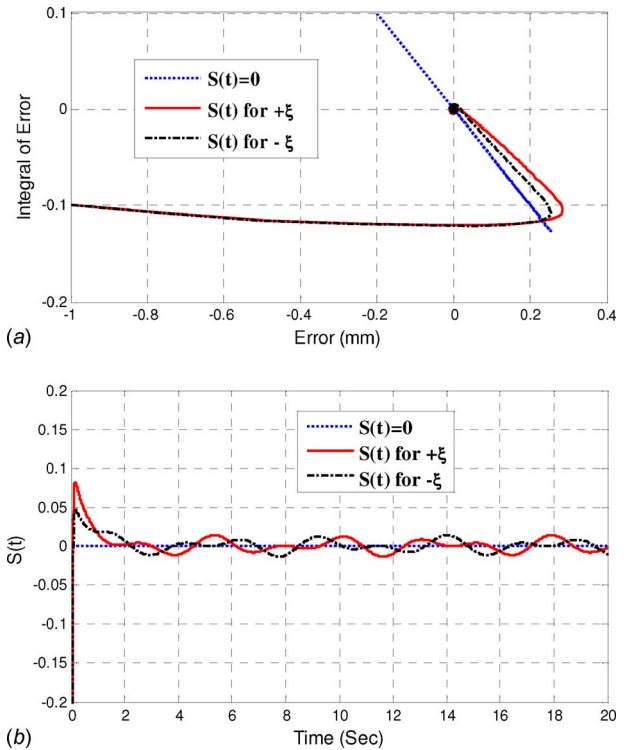 0.1
0
-0.1
-0.2
Integral of Error
S(t)=0
S(t) for +ξ
S(t) for - ξ
-1
-0.8
-0.6
-0.4
-0.2
0
0.2
0.4
(a)
Error (mm)
0.2
0.15
0.1
0.05
0
-0.05
-0.1
-0.15
-0.2
S(t)
S(t)=0
S(t) for +ξ
S(t) for -ξ
0
2
4
6
8
10
12
14
16
18
20
(b)
Time (Sec)